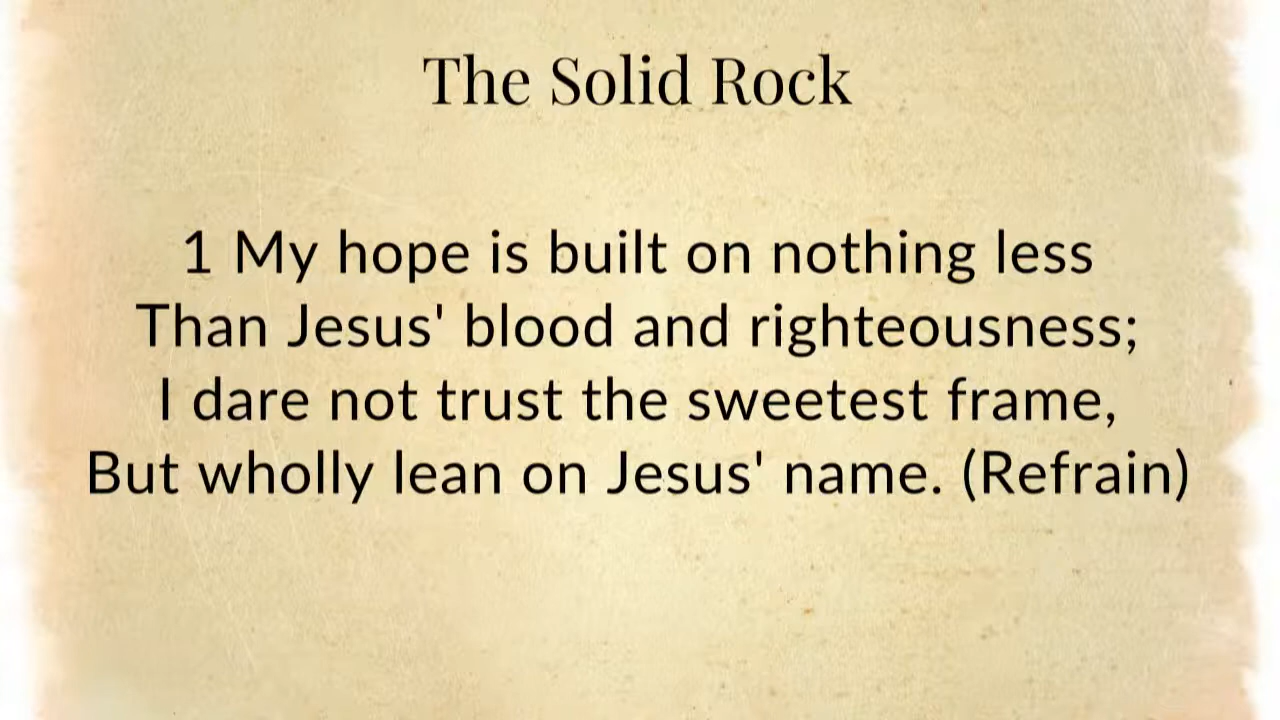 The Solid Rock
1 My hope is built on nothing less
Than Jesus' blood and righteousness;
I dare not trust the sweetest frame,
But wholly lean on Jesus' name. (Refrain)